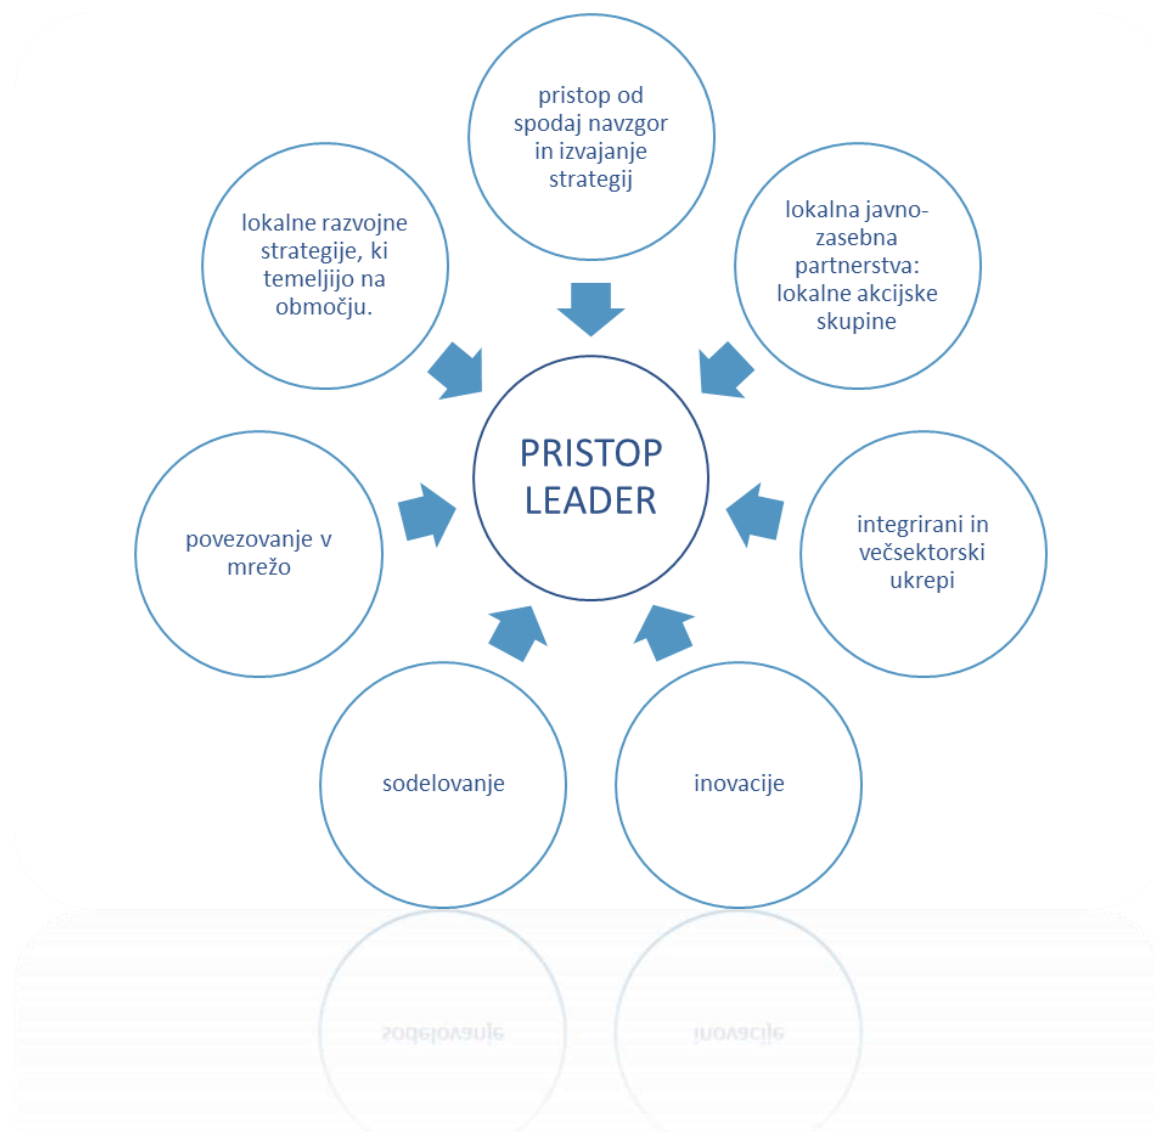 pristop od
spodaj navzgor
in izvajanje
strategij
lokalne razvojne
strategije, ki
temeljijo na
območju.
lokalna javno-
zasebna
partnerstva:
lokalne akcijske
skupine
PRISTOP
LEADER
povezovanje v
mrežo
integrirani in
večsektorski
ukrepi
sodelovanje
inovacije
sodelovanje
inovacije